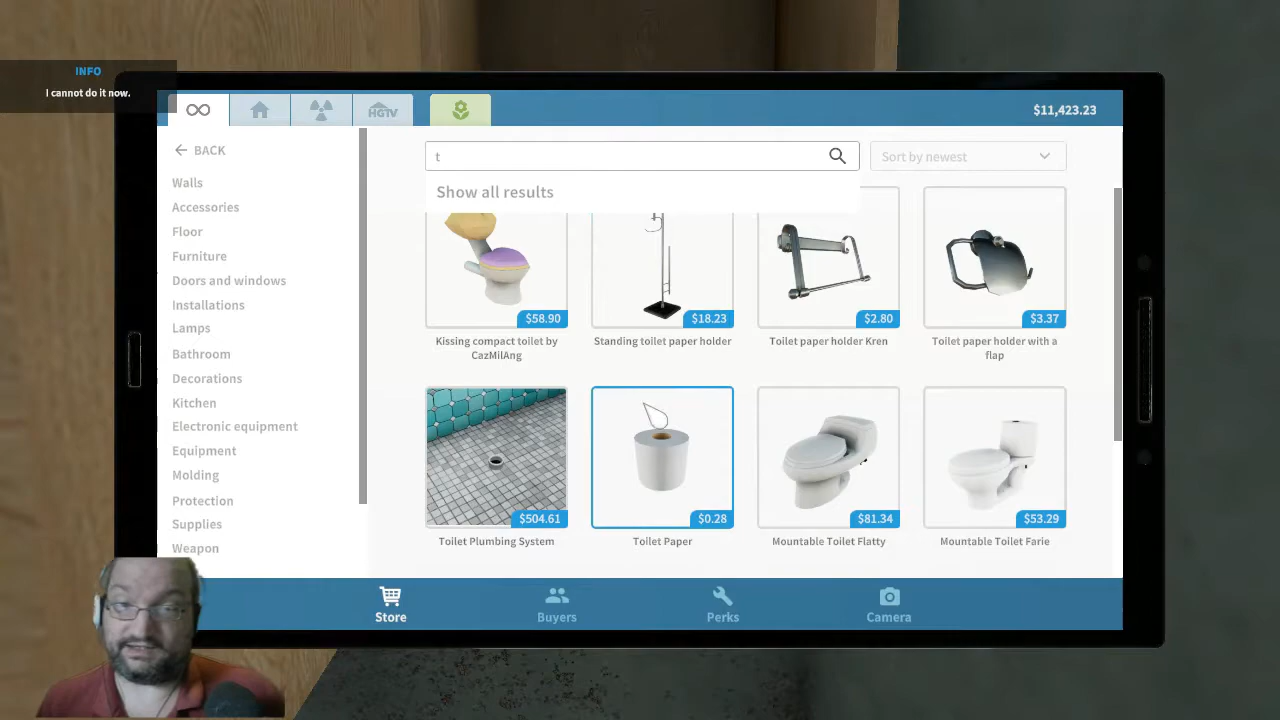 INFO
I cannot do it now.
HGTV
$11,423.23
BACK
t
Sort by newest
Show all results
Walls
Accessories
Floor
Furniture
Doors and windows
Installations
Lamps
Bathroom
Decorations
Kitchen
Electronic equipment
Equipment
Molding
Protection
Supplies
Weapon
$58.90
$18.23
$2.80
$3.37
Kissing compact toilet by
CazMilAng
Standing toilet paper holder
Toilet paper holder Kren
Toilet paper holder with a
flap
$504.61
$0.28
$81.34
$53.29
Toilet Plumbing System
Toilet Paper
Mountable Toilet Flatty
Mountable Toilet Farie
Store
Buyers
Perks
Camera